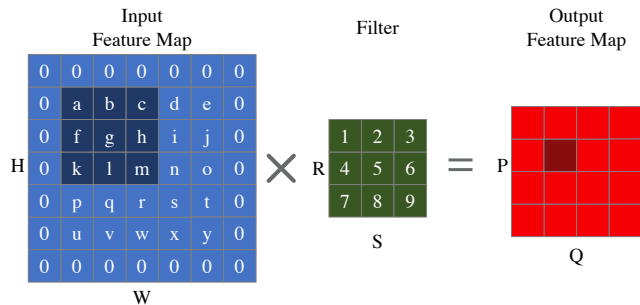 Input
Feature Map
Filter
Output
Feature Map
0 0 0 0 0 0 0
0 a b c d e 0
0 f g h i j 0
0 k l m n o 0
0 p q r s t 0
0 u v w x y 0
0 0 0 0 0 0 0
H
W
×
1 2 3
4 5 6
7 8 9
R
S
=
P
Q